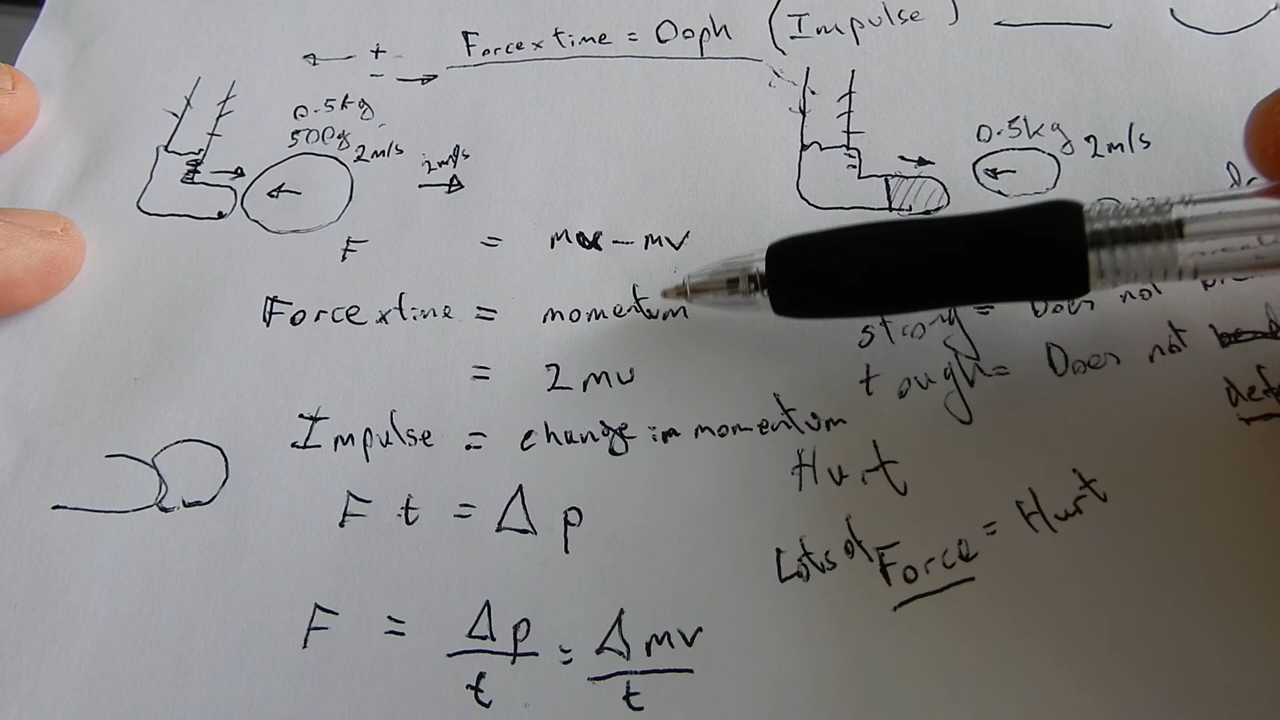 Force x time = Ooph (Impulse)
← +
- →
0.5kg
500g
2m/s
2m/s
0.5kg
2m/s
F = - mv
Force x time = momentum
strong = Does not
= 2 mv
tough = Does not
Impulse = change in momentum
Hurt
F t = Δ p
Lots of Force = Hurt
F = Δp/t = Δmv/t